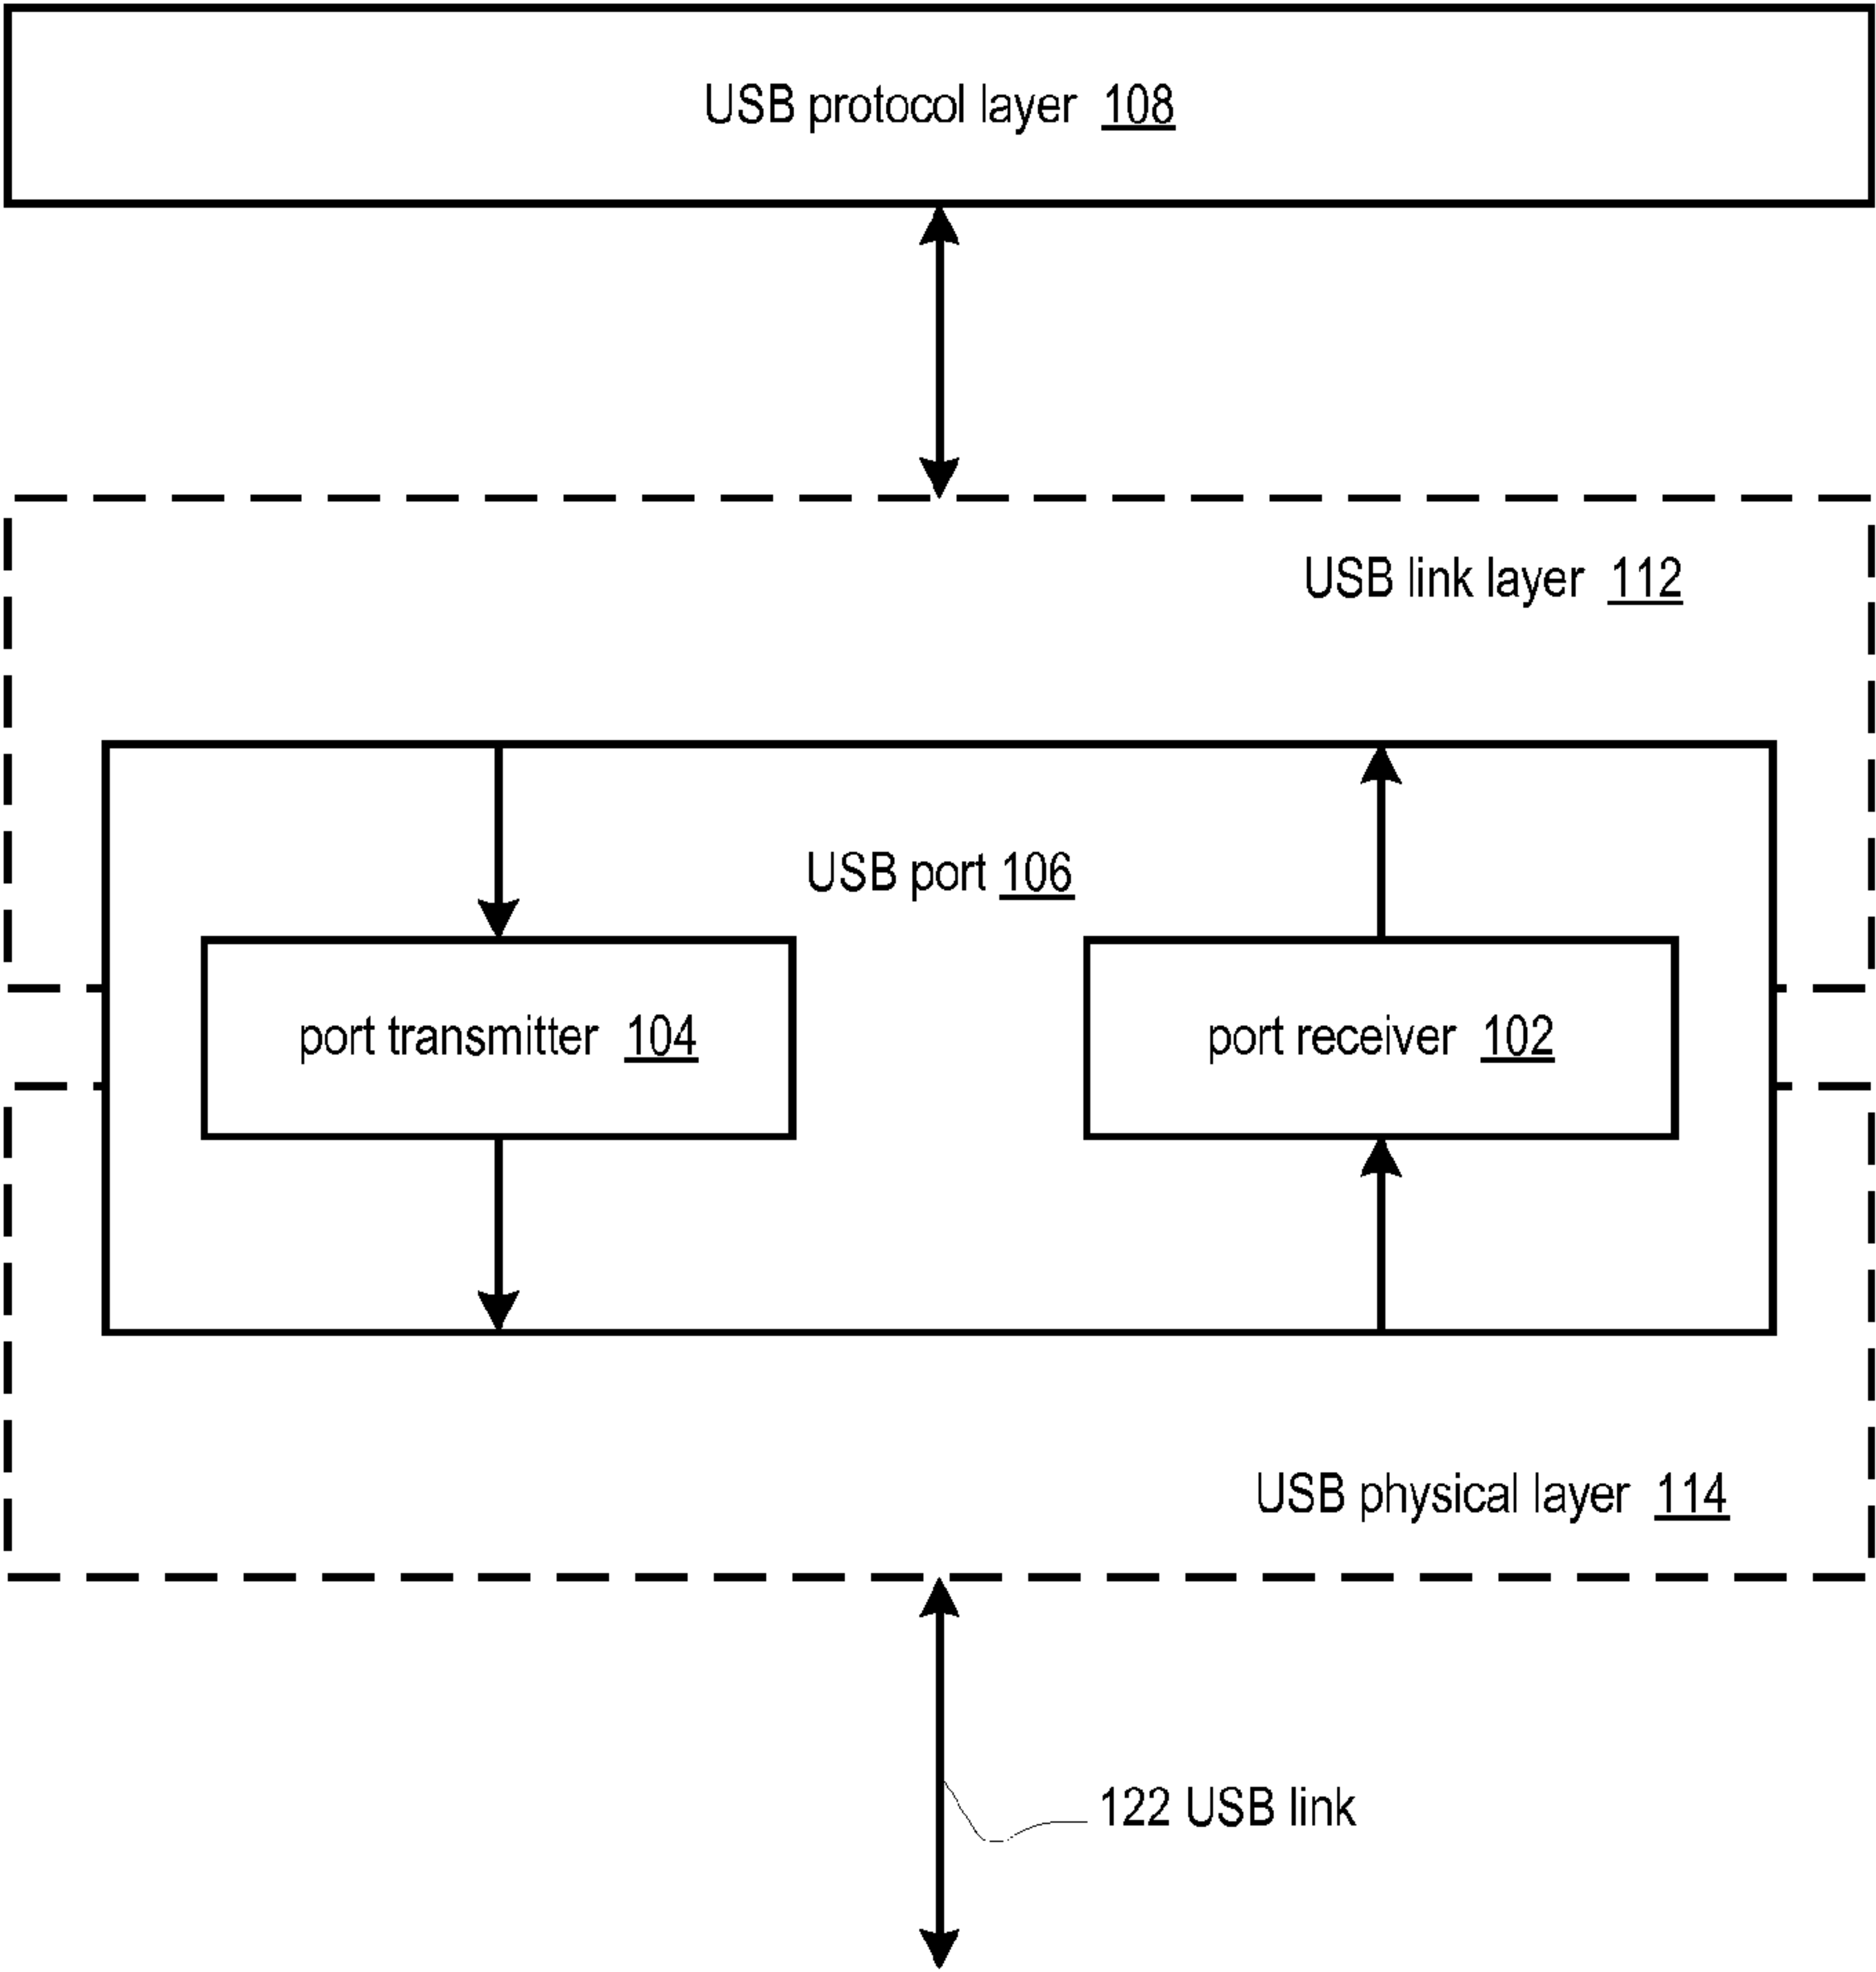 USB protocol layer 108
USB link layer 112
USB port 106
port transmitter 104
port receiver 102
USB physical layer 114
122 USB link